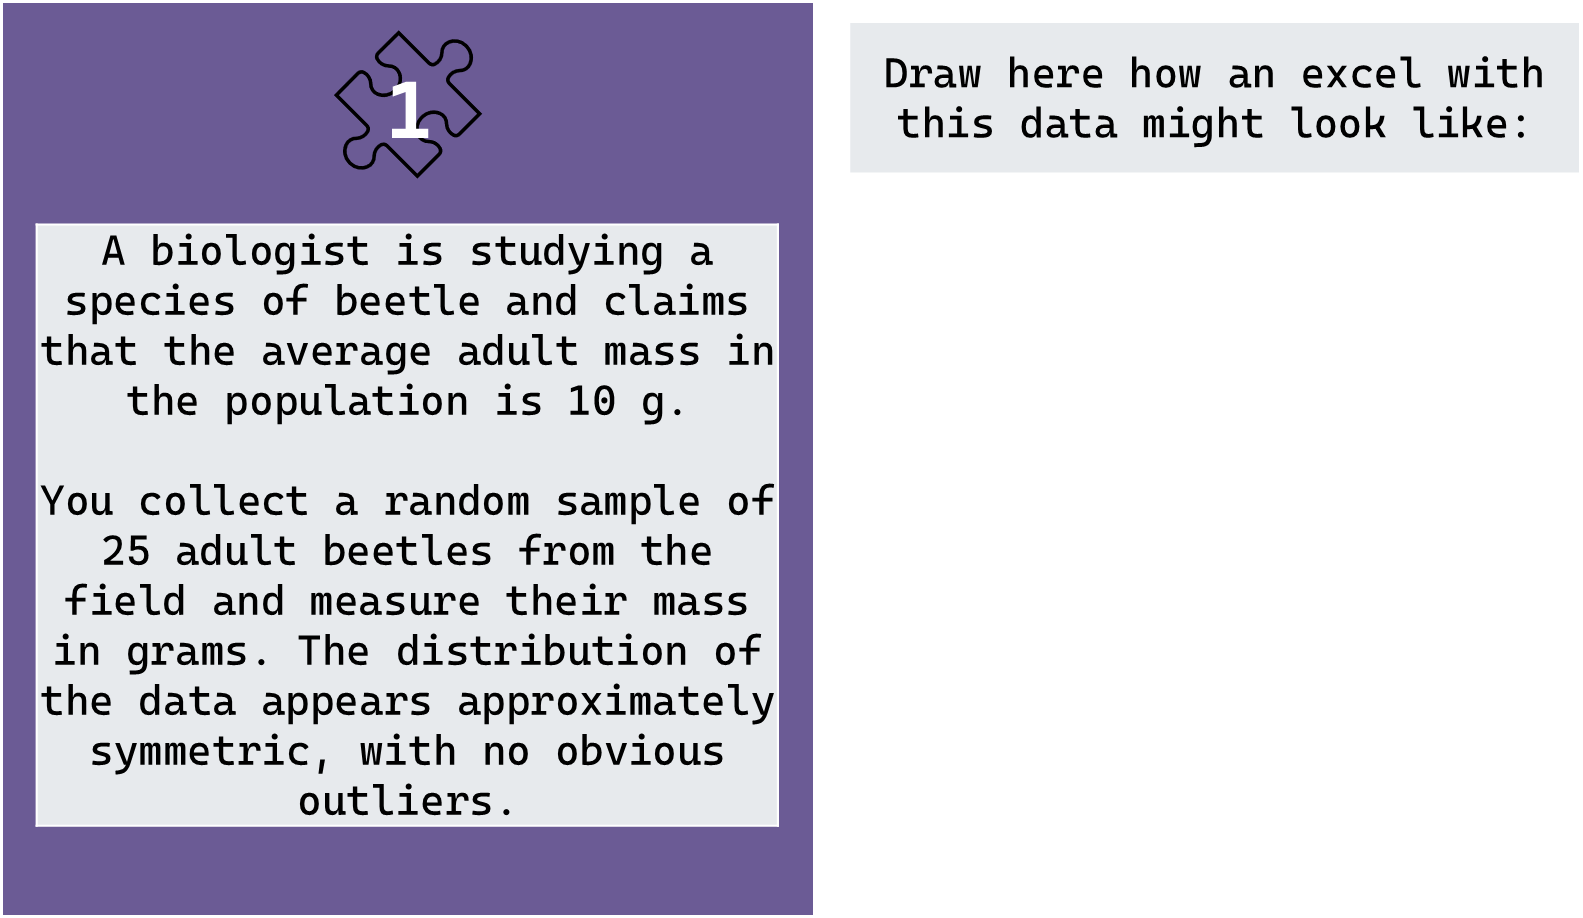 1
A biologist is studying a
species of beetle and claims
that the average adult mass in
the population is 10 g.
You collect a random sample of
25 adult beetles from the
field and measure their mass
in grams. The distribution of
the data appears approximately
symmetric, with no obvious
outliers.
Draw here how an excel with
this data might look like: